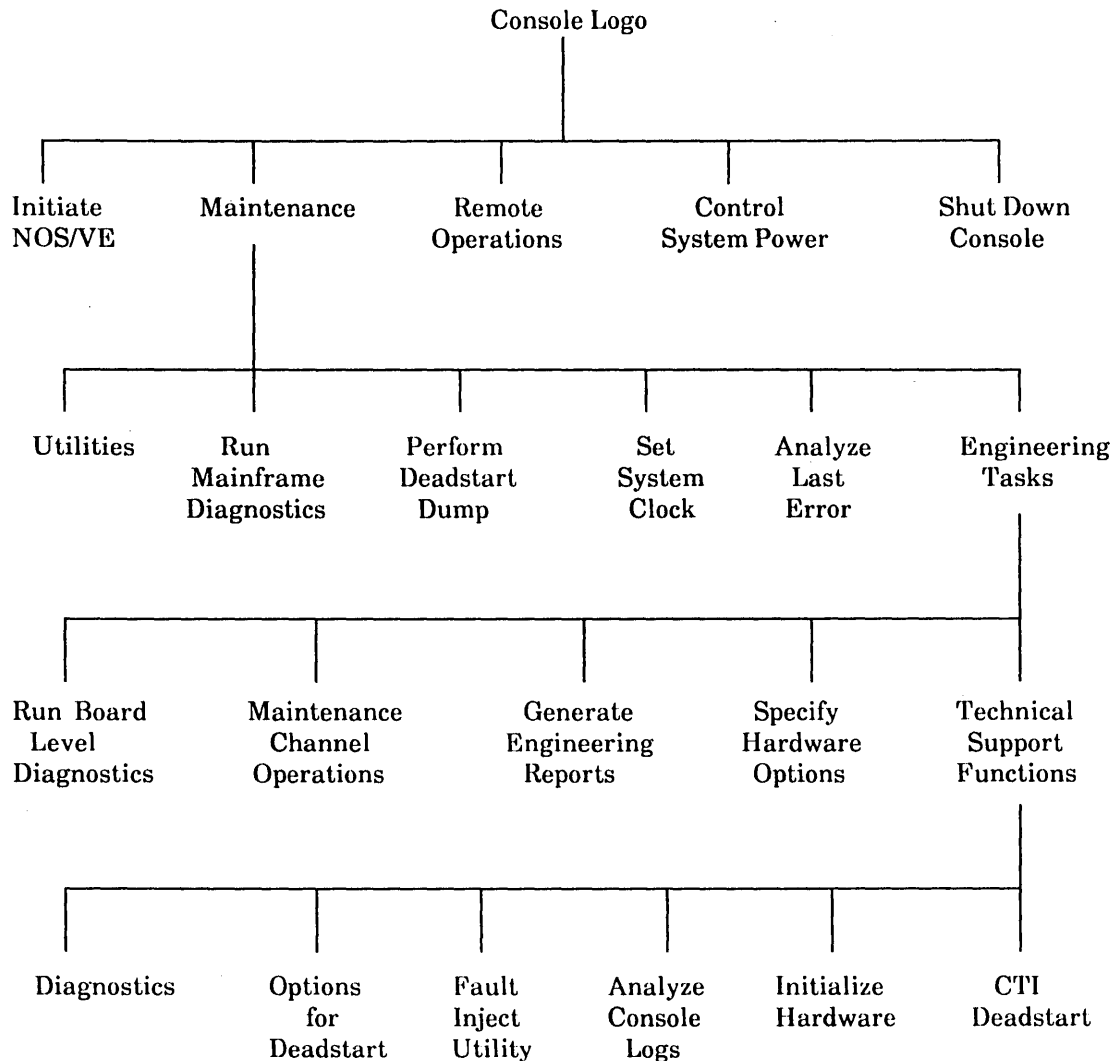 Console Logo
Initiate
NOS/VE
Maintenance
Remote
Operations
Control
System Power
Shut Down
Console
Utilities
Run
Mainframe
Diagnostics
Perform
Deadstart
Dump
Set
System
Clock
Analyze
Last
Error
Engineering
Tasks
Run Board
Level
Diagnostics
Maintenance
Channel
Operations
Generate
Engineering
Reports
Specify
Hardware
Options
Technical
Support
Functions
Diagnostics
Options
for
Deadstart
Fault
Inject
Utility
Analyze
Console
Logs
Initialize
Hardware
CTI
Deadstart